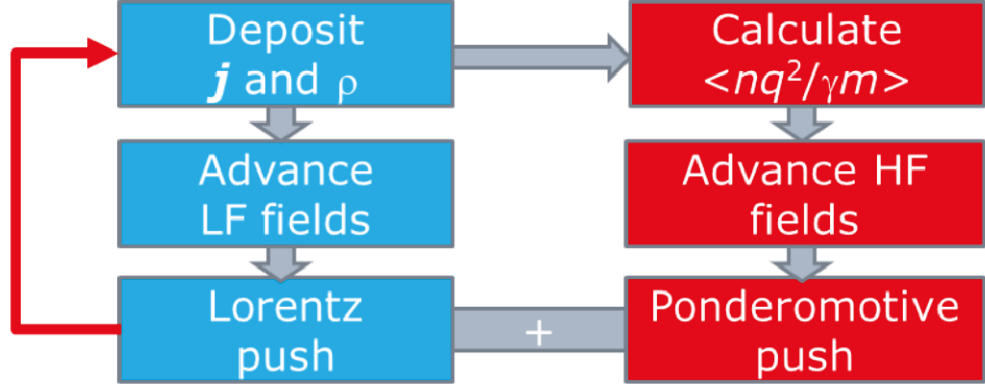 Deposit
j and ρ
Calculate
<nq²/γm>
Advance
LF fields
Advance HF
fields
Lorentz
push
+
Ponderomotive
push